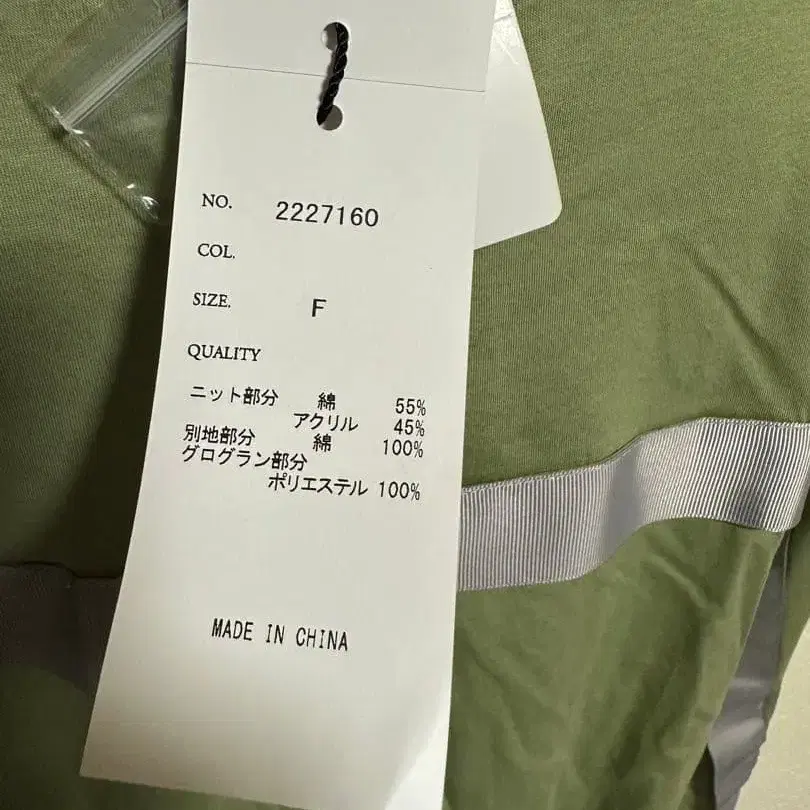 NO. 2227160
COL.
SIZE. F
QUALITY
ニット部分 綿 55%
アクリル 45%
別地部分 綿 100%
グログラン部分
ポリエステル 100%
MADE IN CHINA